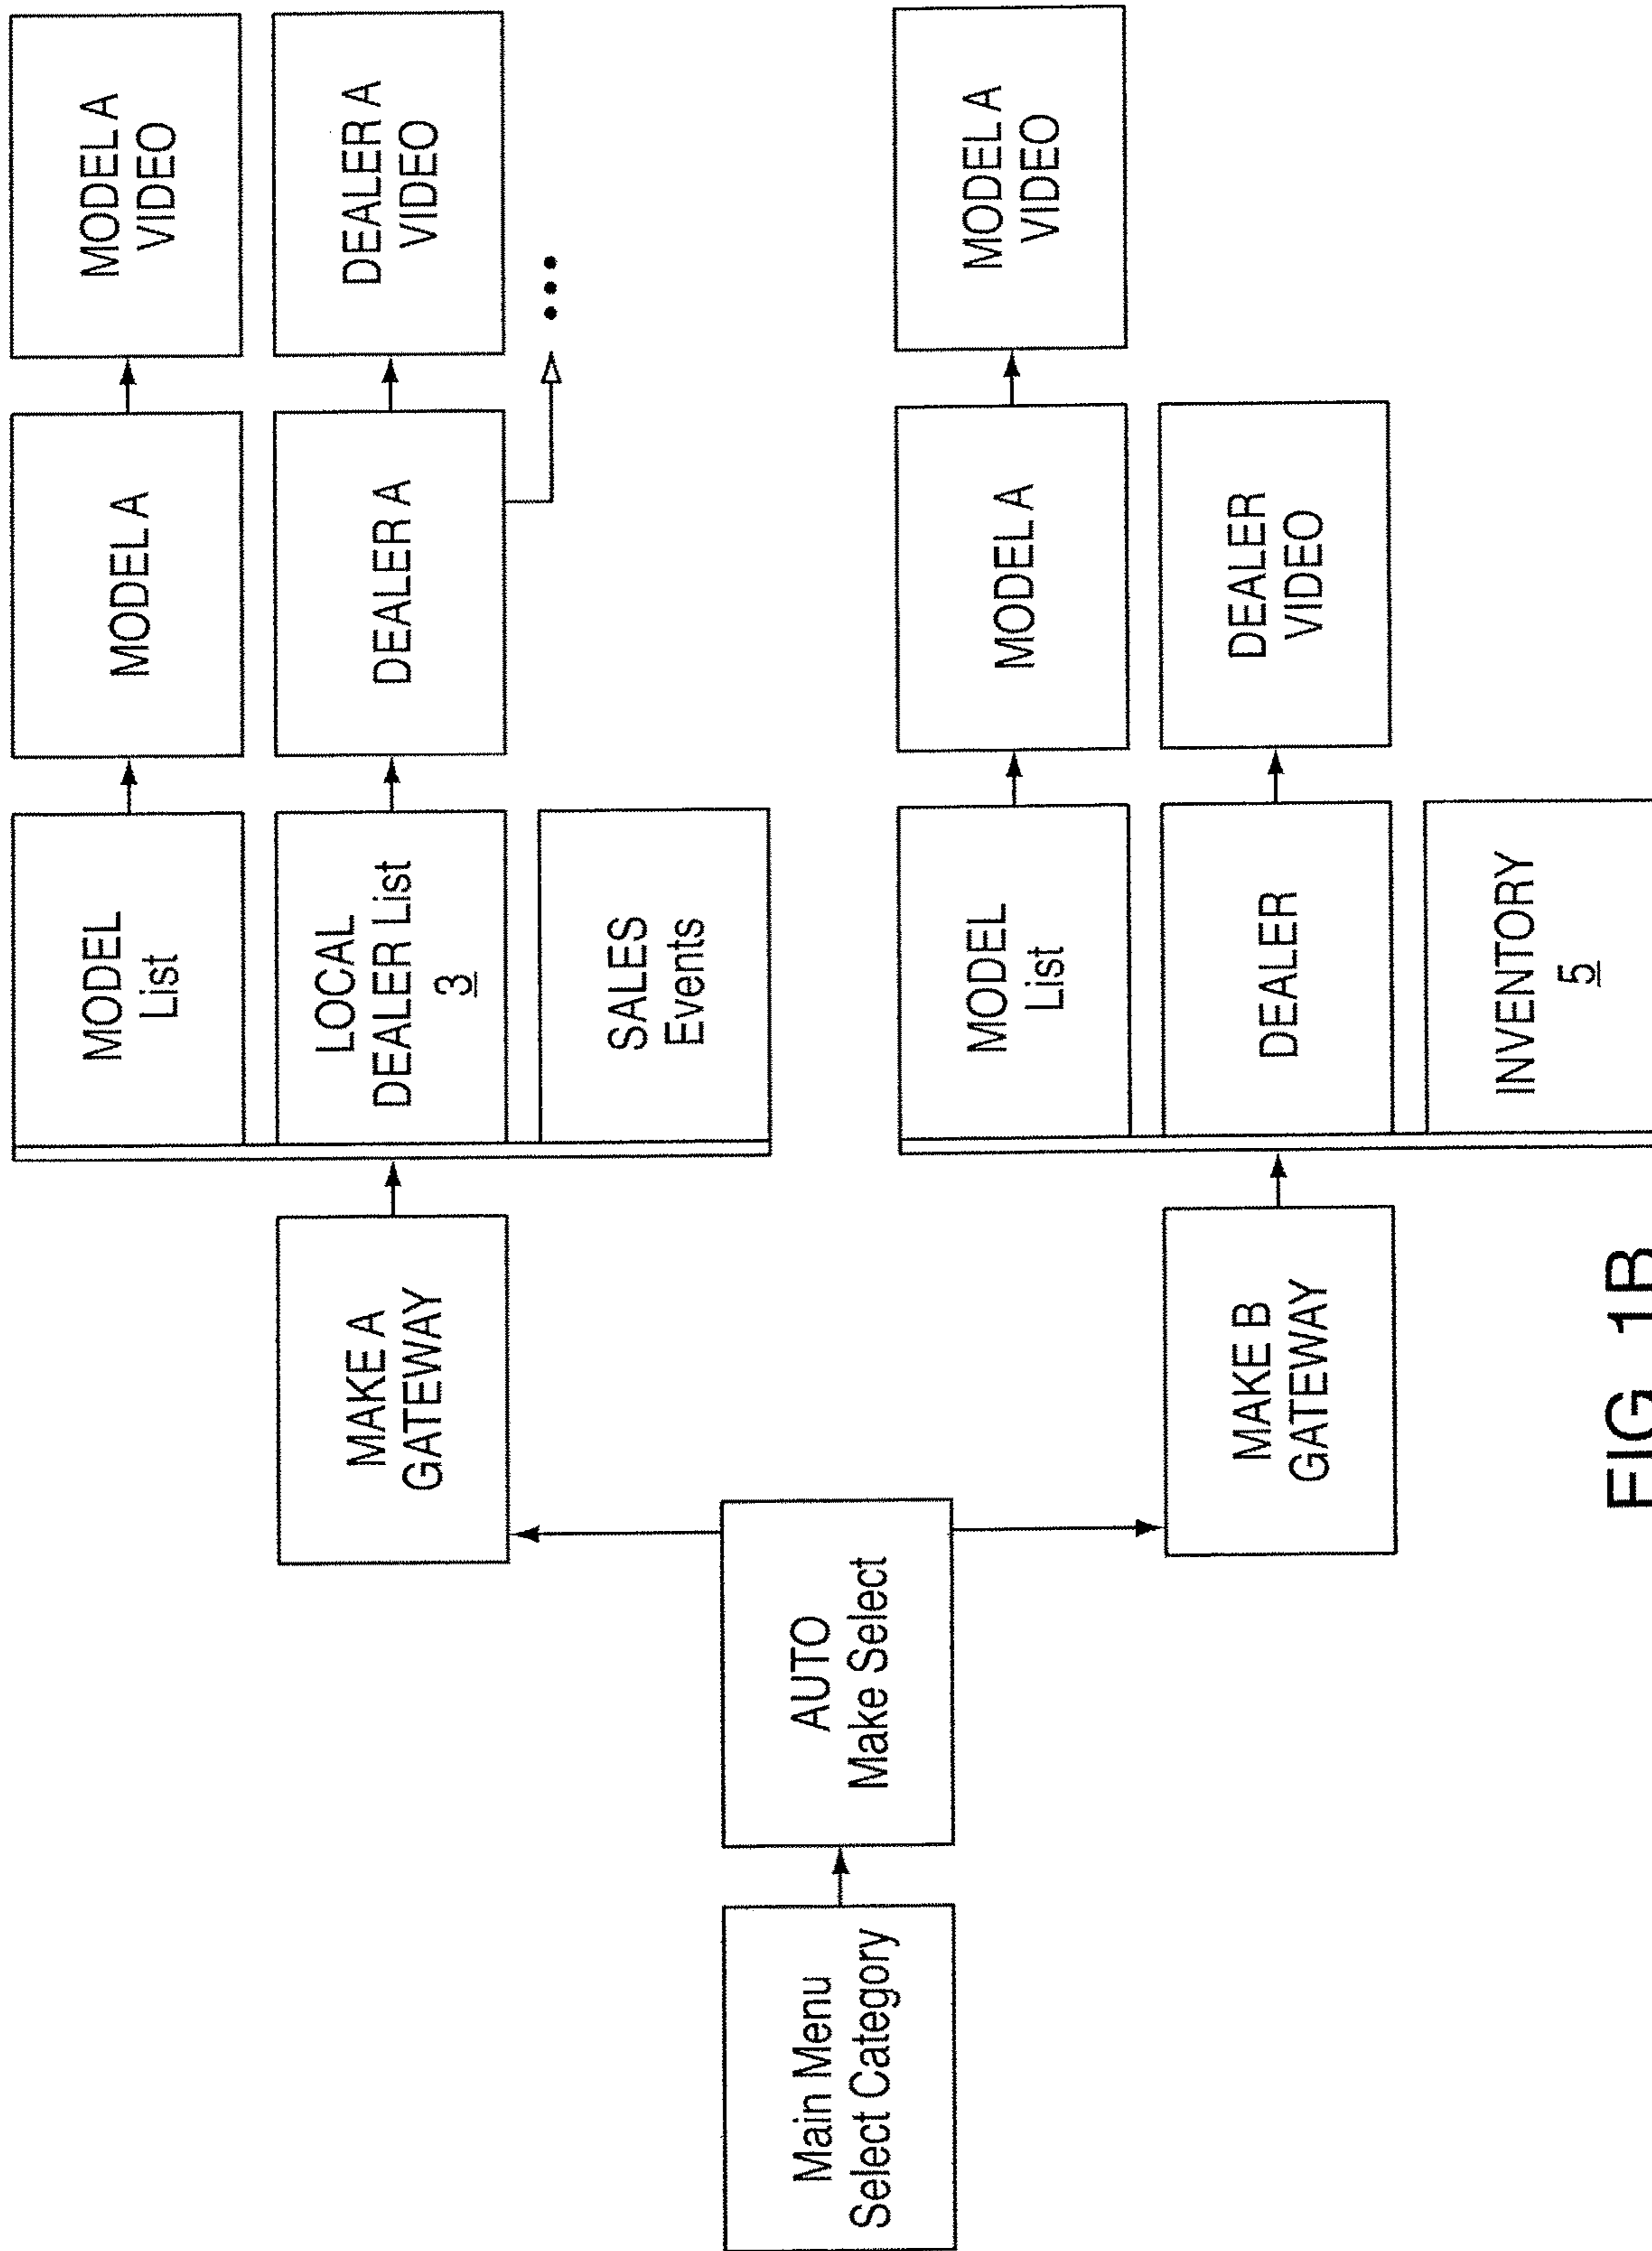 Main Menu
Select Category
AUTO
Make Select
MAKE A
GATEWAY
MODEL
List
MODEL A
MODEL A
VIDEO
LOCAL
DEALER List
3
DEALER A
DEALER A
VIDEO
SALES
Events
MAKE B
GATEWAY
MODEL
List
MODEL A
MODEL A
VIDEO
DEALER
DEALER
VIDEO
INVENTORY
5
FIG. 1B